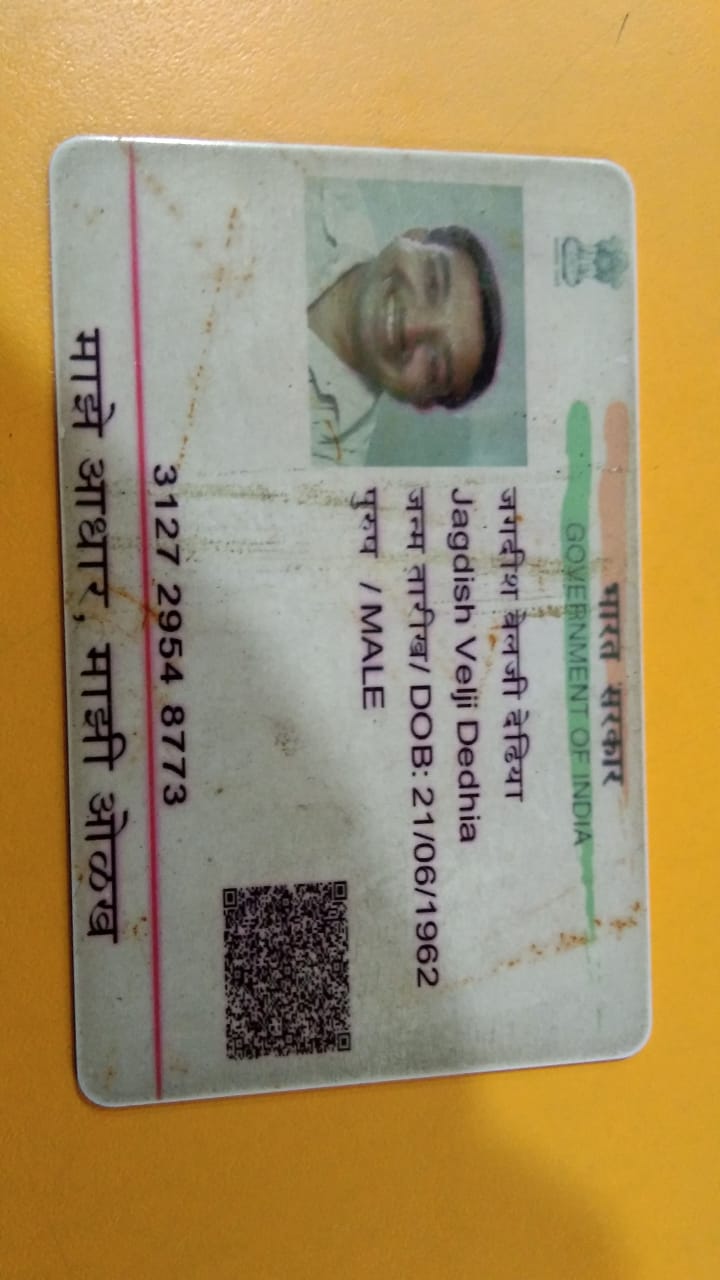 भारत सरकार
GOVERNMENT OF INDIA
जगदीश वेलजी देढिया
Jagdish Velji Dedhia
जन्म तारीख/ DOB: 21/06/1962
पुरुष / MALE
3127 2954 8773
माझे आधार, माझी ओळख